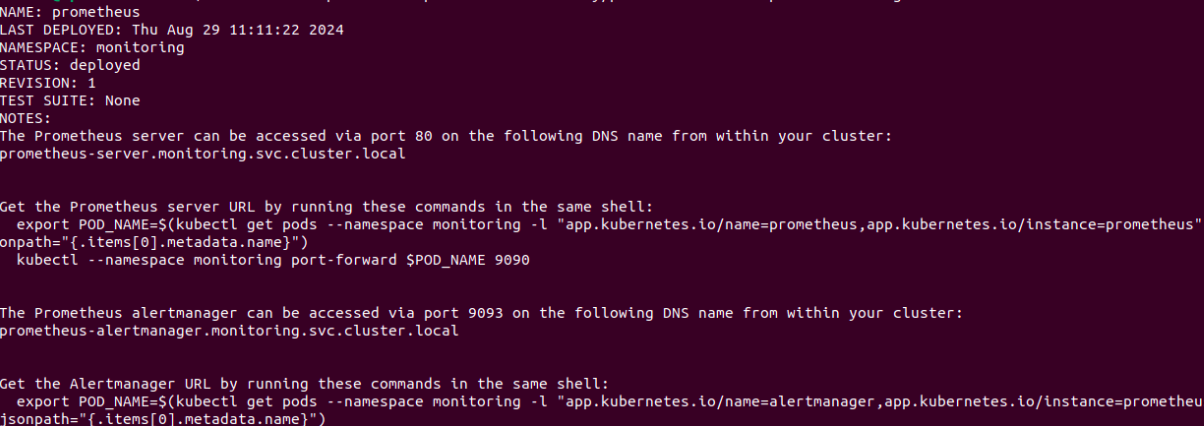 NAME: prometheus
LAST DEPLOYED: Thu Aug 29 11:11:22 2024
NAMESPACE: monitoring
STATUS: deployed
REVISION: 1
TEST SUITE: None
NOTES:
The Prometheus server can be accessed via port 80 on the following DNS name from within your cluster:
prometheus-server.monitoring.svc.cluster.local
Get the Prometheus server URL by running these commands in the same shell:
export POD_NAME=$(kubectl get pods --namespace monitoring -l "app.kubernetes.io/name=prometheus,app.kubernetes.io/instance=prometheus"
onpath="{.items[0].metadata.name}")
kubectl --namespace monitoring port-forward $POD_NAME 9090
The Prometheus alertmanager can be accessed via port 9093 on the following DNS name from within your cluster:
prometheus-alertmanager.monitoring.svc.cluster.local
Get the Alertmanager URL by running these commands in the same shell:
export POD_NAME=$(kubectl get pods --namespace monitoring -l "app.kubernetes.io/name=alertmanager,app.kubernetes.io/instance=prometheu
jsonpath="{.items[0].metadata.name}")